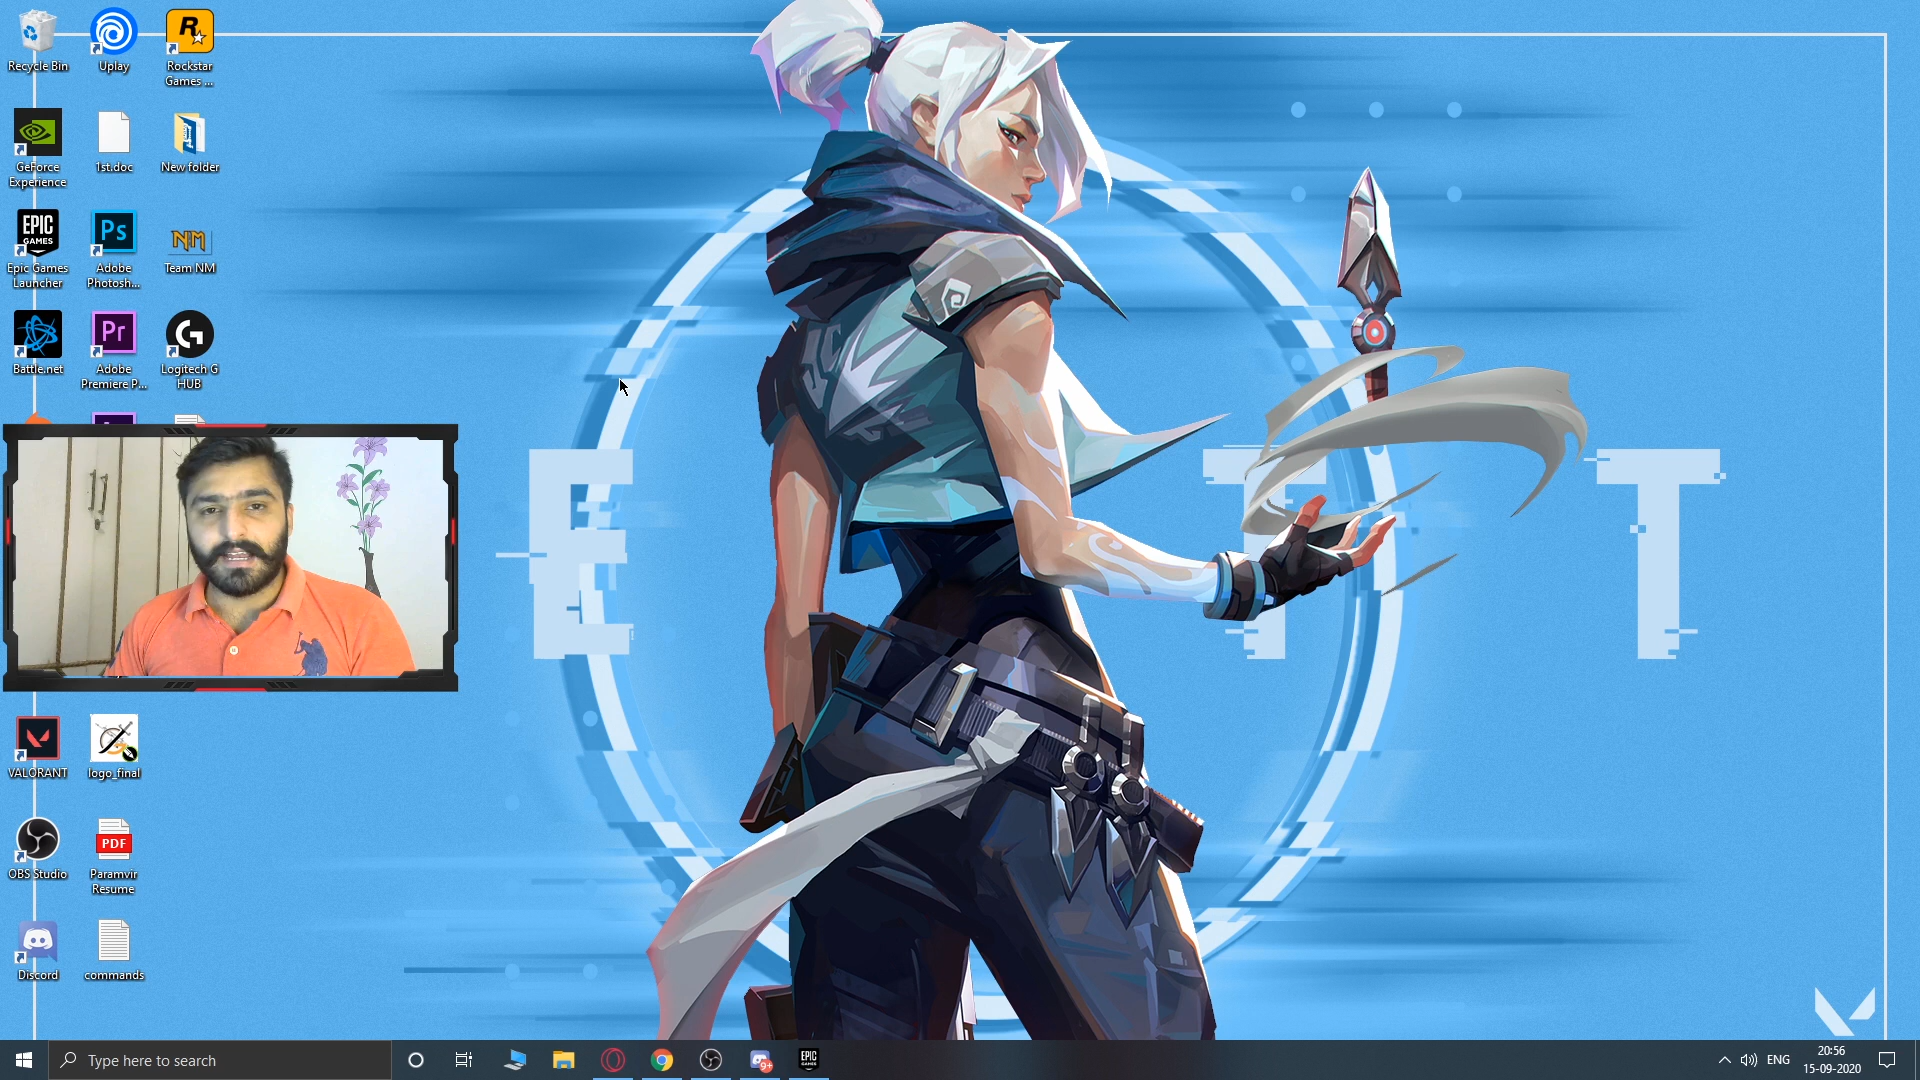 Recycle Bin
Uplay
R
Rockstar
Games ...
GeForce
Experience
1st.doc
New folder
EPIC
GAMES
Epic Games
Launcher
Ps
Adobe
Photosh...
NM
Team NM
Battle.net
Pr
Adobe
Premiere P...
G
Logitech G
HUB
E
T
T
VALORANT
logo_final
OBS Studio
PDF
Paramvir
Resume
Discord
commands
Type here to search
9+
EPIC
GAMES
ENG
20:56
15-09-2020